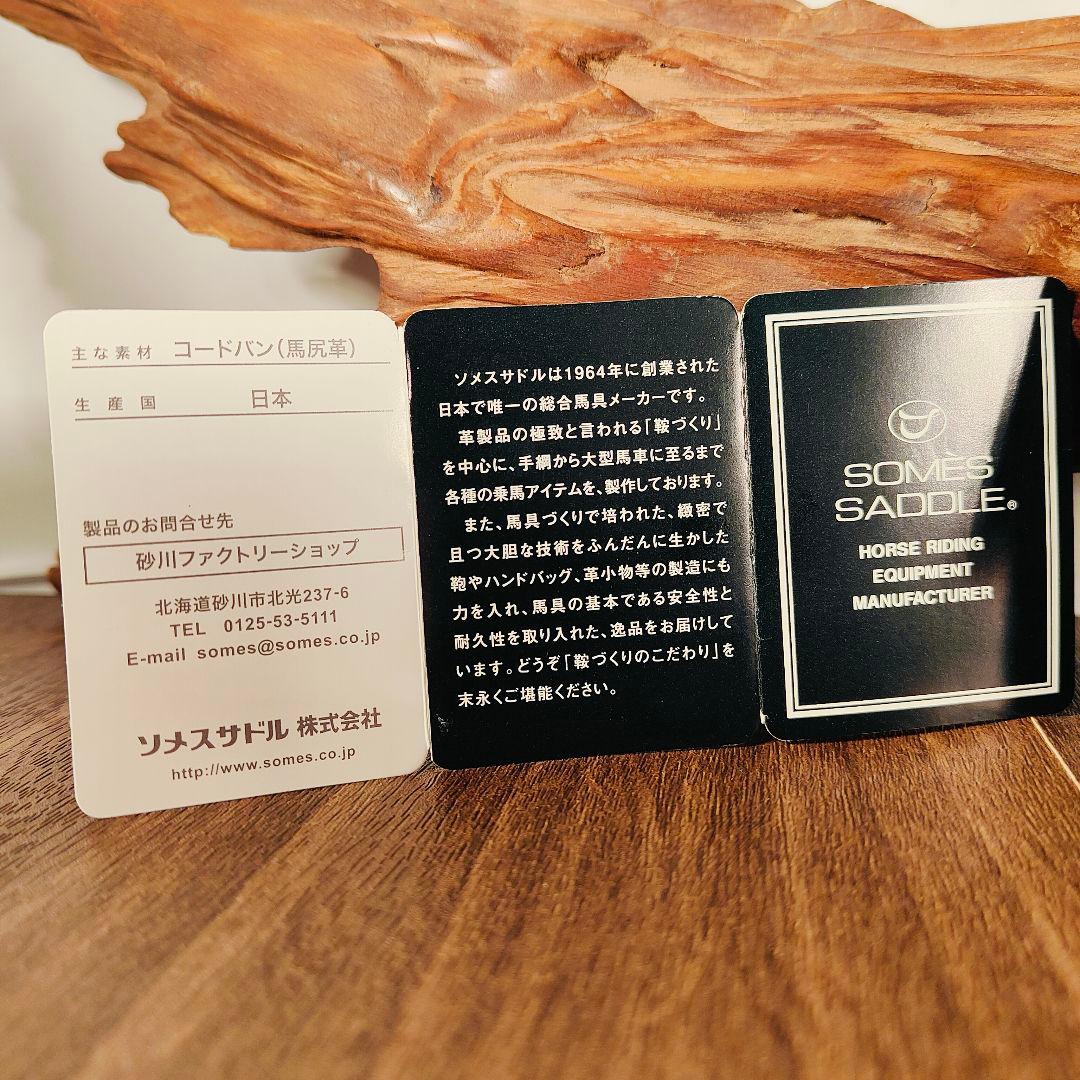 主な素材 コードバン(馬尻革)
生産国 日本
製品のお問合せ先
砂川ファクトリーショップ
北海道砂川市北光237-6
TEL 0125-53-5111
E-mail somes@somes.co.jp
ソメスサドル 株式会社
http://www.somes.co.jp
ソメスサドルは1964年に創業された
日本で唯一の総合馬具メーカーです。
革製品の極致と言われる「鞍づくり」
を中心に、手綱から大型馬車に至るまで
各種の乗馬アイテムを、製作しております。
また、馬具づくりで培われた、緻密で
且つ大胆な技術をふんだんに生かした
鞄やハンドバッグ、革小物等の製造にも
力を入れ、馬具の基本である安全性と
耐久性を取り入れた、逸品をお届けして
います。どうぞ「鞍づくりのこだわり」を
末永くご堪能ください。
SOMÈS
SADDLE®
HORSE RIDING
EQUIPMENT
MANUFACTURER